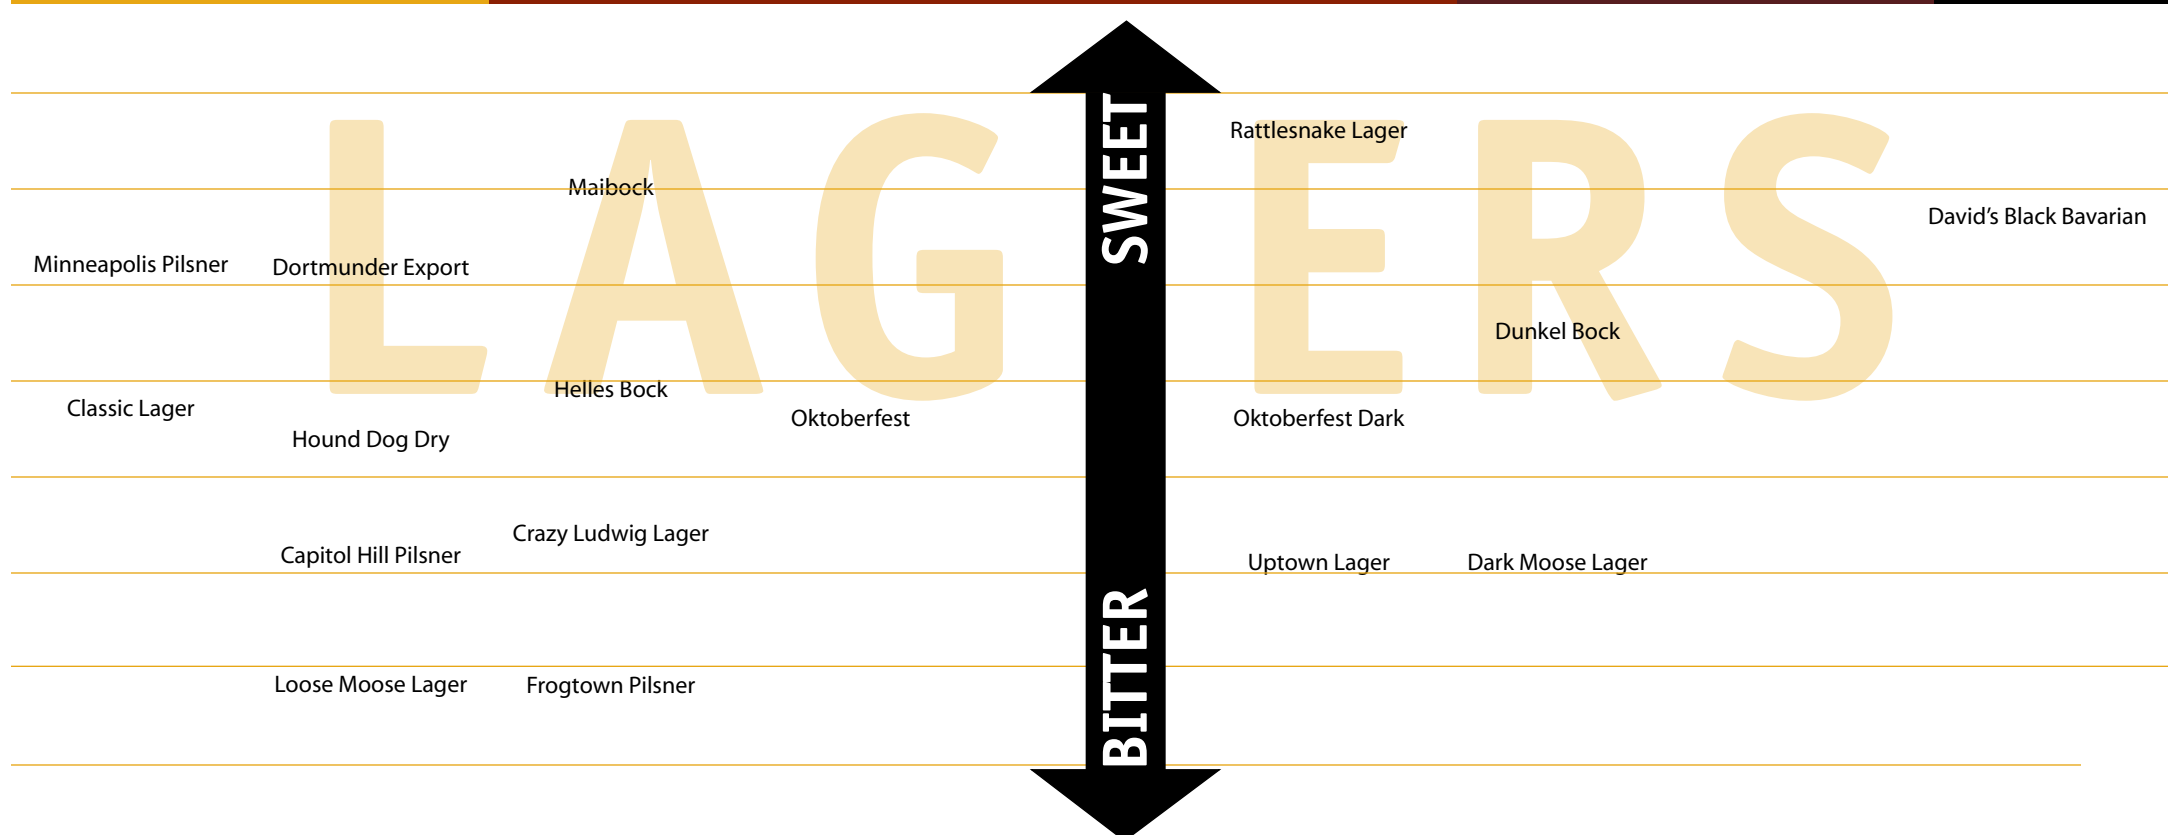 LAGERS
SWEET
Rattlesnake Lager
Maibock
David's Black Bavarian
Minneapolis Pilsner
Dortmunder Export
Dunkel Bock
Helles Bock
Classic Lager
Oktoberfest
Oktoberfest Dark
Hound Dog Dry
Crazy Ludwig Lager
Capitol Hill Pilsner
Uptown Lager
Dark Moose Lager
BITTER
Loose Moose Lager
Frogtown Pilsner